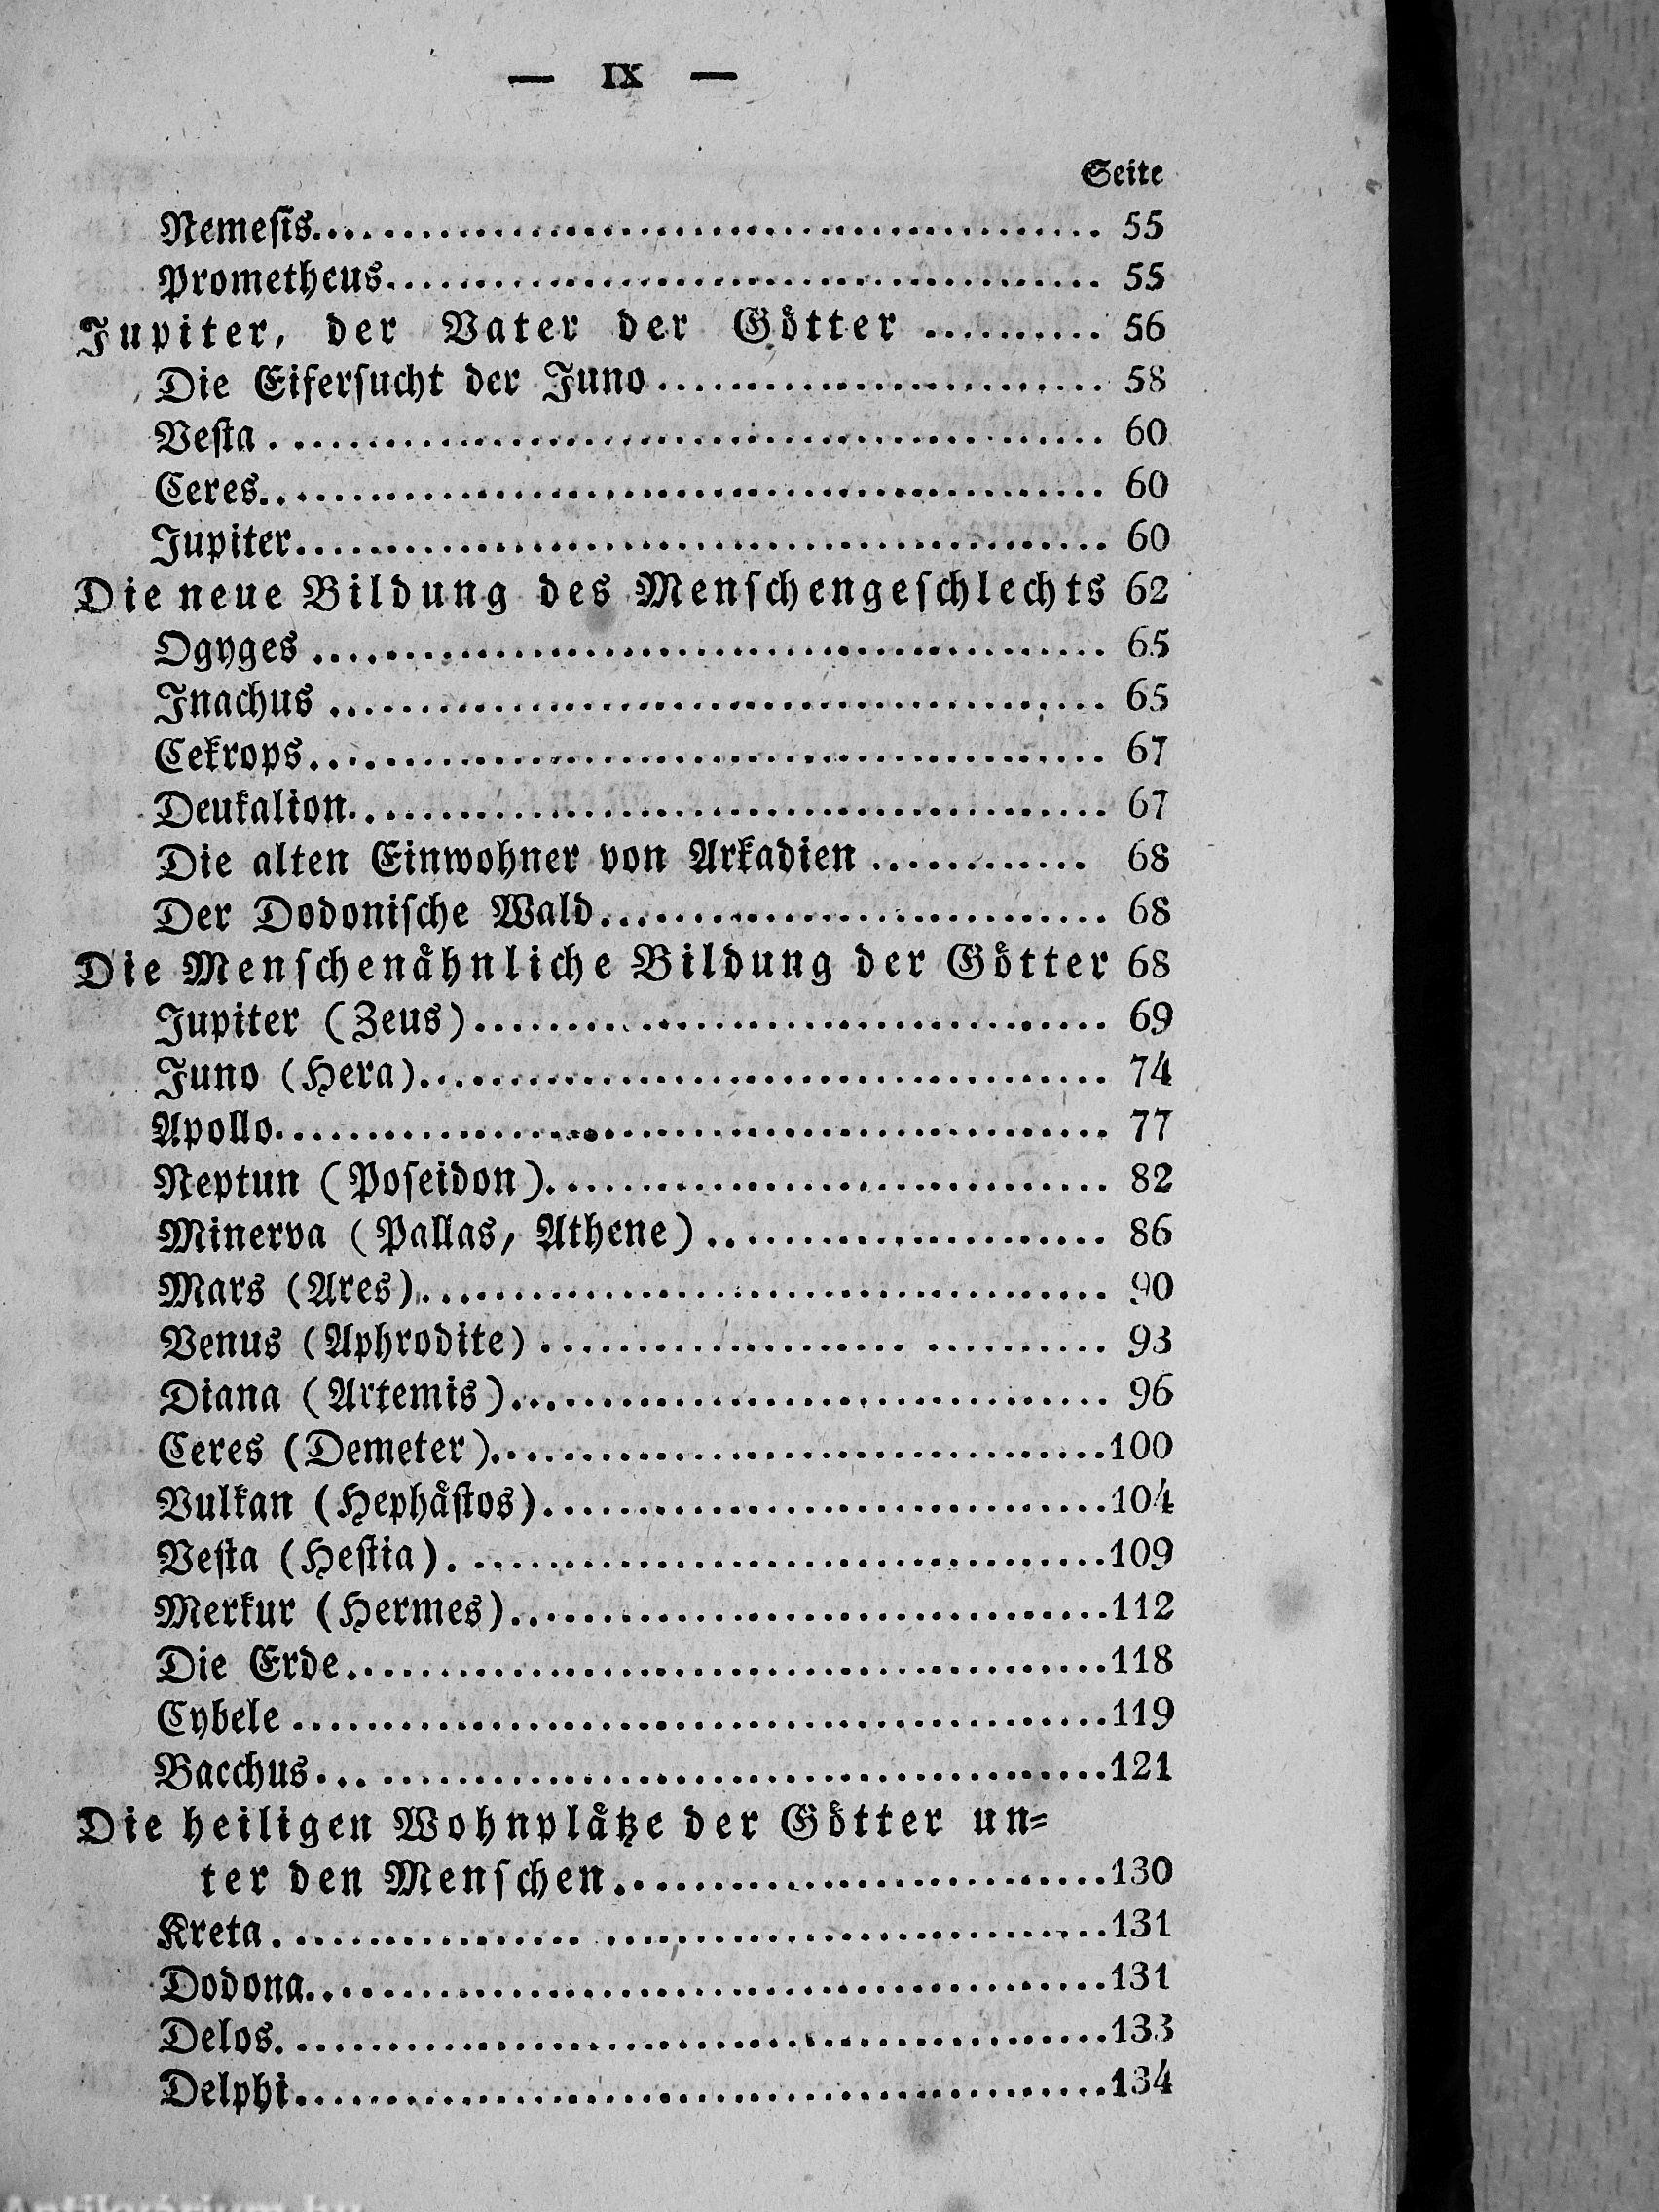 — IX —
Seite
Nemesis........................................ 55
Prometheus........................................ 55
Jupiter, der Vater der Götter .......... 56
Die Eifersucht der Juno........................ 58
Vesta ........................................ 60
Ceres........................................ 60
Jupiter........................................ 60
Die neue Bildung des Menschengeschlechts 62
Ogyges ........................................ 65
Inachus ........................................ 65
Cekrops........................................ 67
Deukalion........................................ 67
Die alten Einwohner von Arkadien ............ 68
Der Dodonische Wald............................ 68
Die Menschenähnliche Bildung der Götter 68
Jupiter (Zeus)................................... 69
Juno (Hera)...................................... 74
Apollo........................................ 77
Neptun (Poseidon)............................... 82
Minerva (Pallas, Athene)...................... 86
Mars (Ares)...................................... 90
Venus (Aphrodite) .............................. 93
Diana (Artemis)................................. 96
Ceres (Demeter).................................100
Vulkan (Hephästos)...............................104
Vesta (Hestia)...................................109
Merkur (Hermes).................................112
Die Erde........................................118
Cybele ........................................119
Bacchus........................................121
Die heiligen Wohnplätze der Götter un=
ter den Menschen...........................130
Kreta........................................131
Dodona........................................131
Delos........................................133
Delphi........................................134